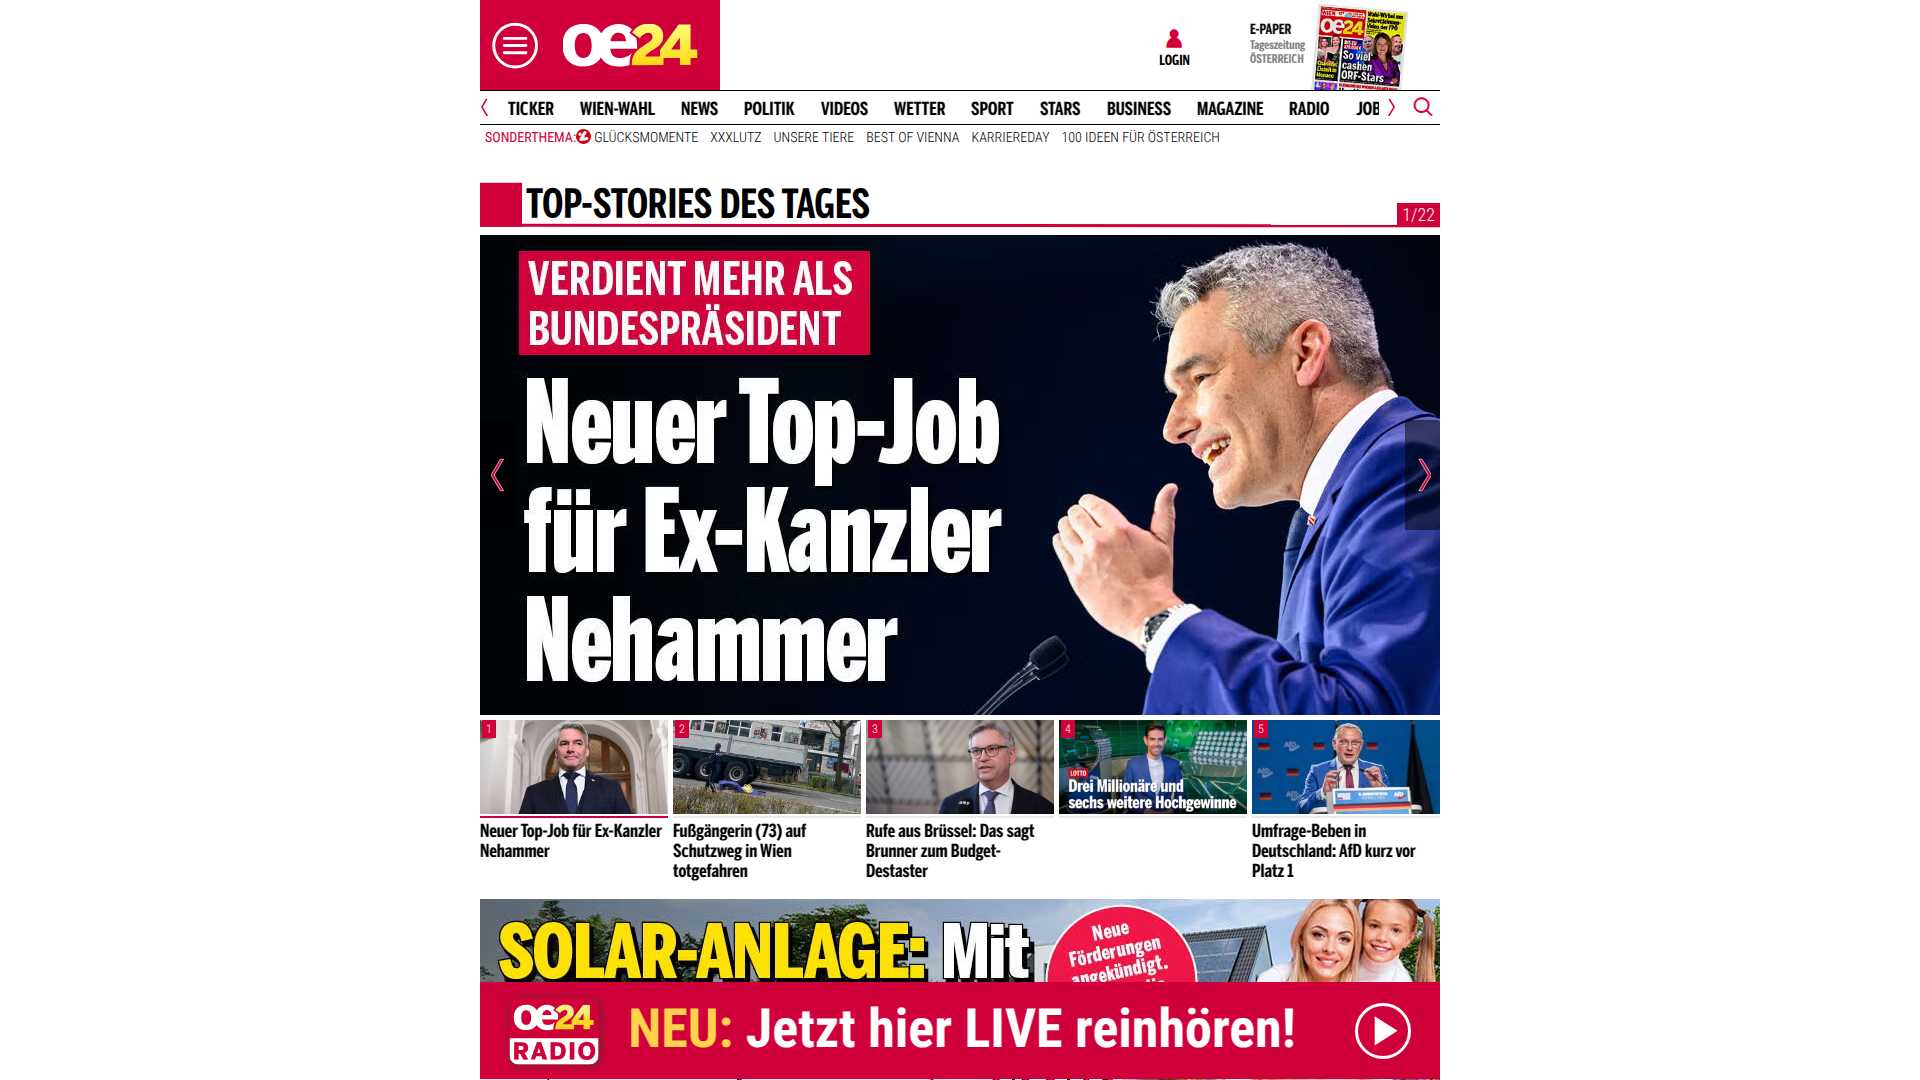 oe24
LOGIN
E-PAPER
Tageszeitung
ÖSTERREICH
WIEN
oe24
So viel
cashen
ORF-Stars
TICKER WIEN-WAHL NEWS POLITIK VIDEOS WETTER SPORT STARS BUSINESS MAGAZINE RADIO JOB
SONDERTHEMA: GLÜCKSMOMENTE XXXLUTZ UNSERE TIERE BEST OF VIENNA KARRIEREDAY 100 IDEEN FÜR ÖSTERREICH
TOP-STORIES DES TAGES
1/22
VERDIENT MEHR ALS
BUNDESPRÄSIDENT
Neuer Top-Job
für Ex-Kanzler
Nehammer
1
2
3
4
5
LOTTO
Drei Millionäre und
sechs weitere Hochgewinne
Neuer Top-Job für Ex-Kanzler
Nehammer
Fußgängerin (73) auf
Schutzweg in Wien
totgefahren
Rufe aus Brüssel: Das sagt
Brunner zum Budget-
Destaster
Umfrage-Beben in
Deutschland: AfD kurz vor
Platz 1
SOLAR-ANLAGE: Mit
Neue
Förderungen
angekündigt.
oe24
RADIO
NEU: Jetzt hier LIVE reinhören!